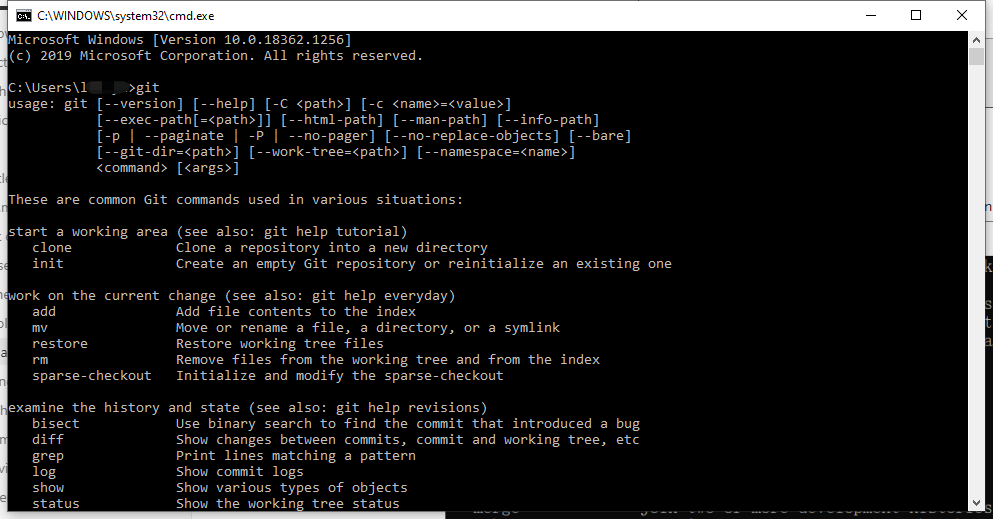 C:\WINDOWS\system32\cmd.exe
Microsoft Windows [Version 10.0.18362.1256]
(c) 2019 Microsoft Corporation. All rights reserved.
C:\Users\l >git
usage: git [--version] [--help] [-C <path>] [-c <name>=<value>]
[--exec-path[=<path>]] [--html-path] [--man-path] [--info-path]
[-p | --paginate | -P | --no-pager] [--no-replace-objects] [--bare]
[--git-dir=<path>] [--work-tree=<path>] [--namespace=<name>]
<command> [<args>]
These are common Git commands used in various situations:
start a working area (see also: git help tutorial)
clone Clone a repository into a new directory
init Create an empty Git repository or reinitialize an existing one
work on the current change (see also: git help everyday)
add Add file contents to the index
mv Move or rename a file, a directory, or a symlink
restore Restore working tree files
rm Remove files from the working tree and from the index
sparse-checkout Initialize and modify the sparse-checkout
examine the history and state (see also: git help revisions)
bisect Use binary search to find the commit that introduced a bug
diff Show changes between commits, commit and working tree, etc
grep Print lines matching a pattern
log Show commit logs
show Show various types of objects
status Show the working tree status